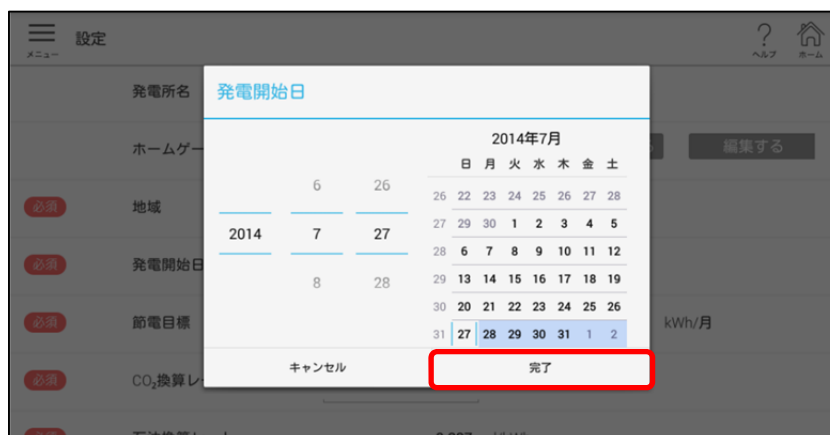 設定
メニュー
ヘルプ
ホーム
発電所名
発電開始日
ホームゲー
編集する
必須
地域
必須
発電開始日
必須
節電目標
kWh/月
必須
CO₂換算レ
6 26
2014 7 27
8 28
2014年7月
日 月 火 水 木 金 土
26 22 23 24 25 26 27 28
27 29 30 1 2 3 4 5
28 6 7 8 9 10 11 12
29 13 14 15 16 17 18 19
30 20 21 22 23 24 25 26
31 27 28 29 30 31 1 2
キャンセル
完了